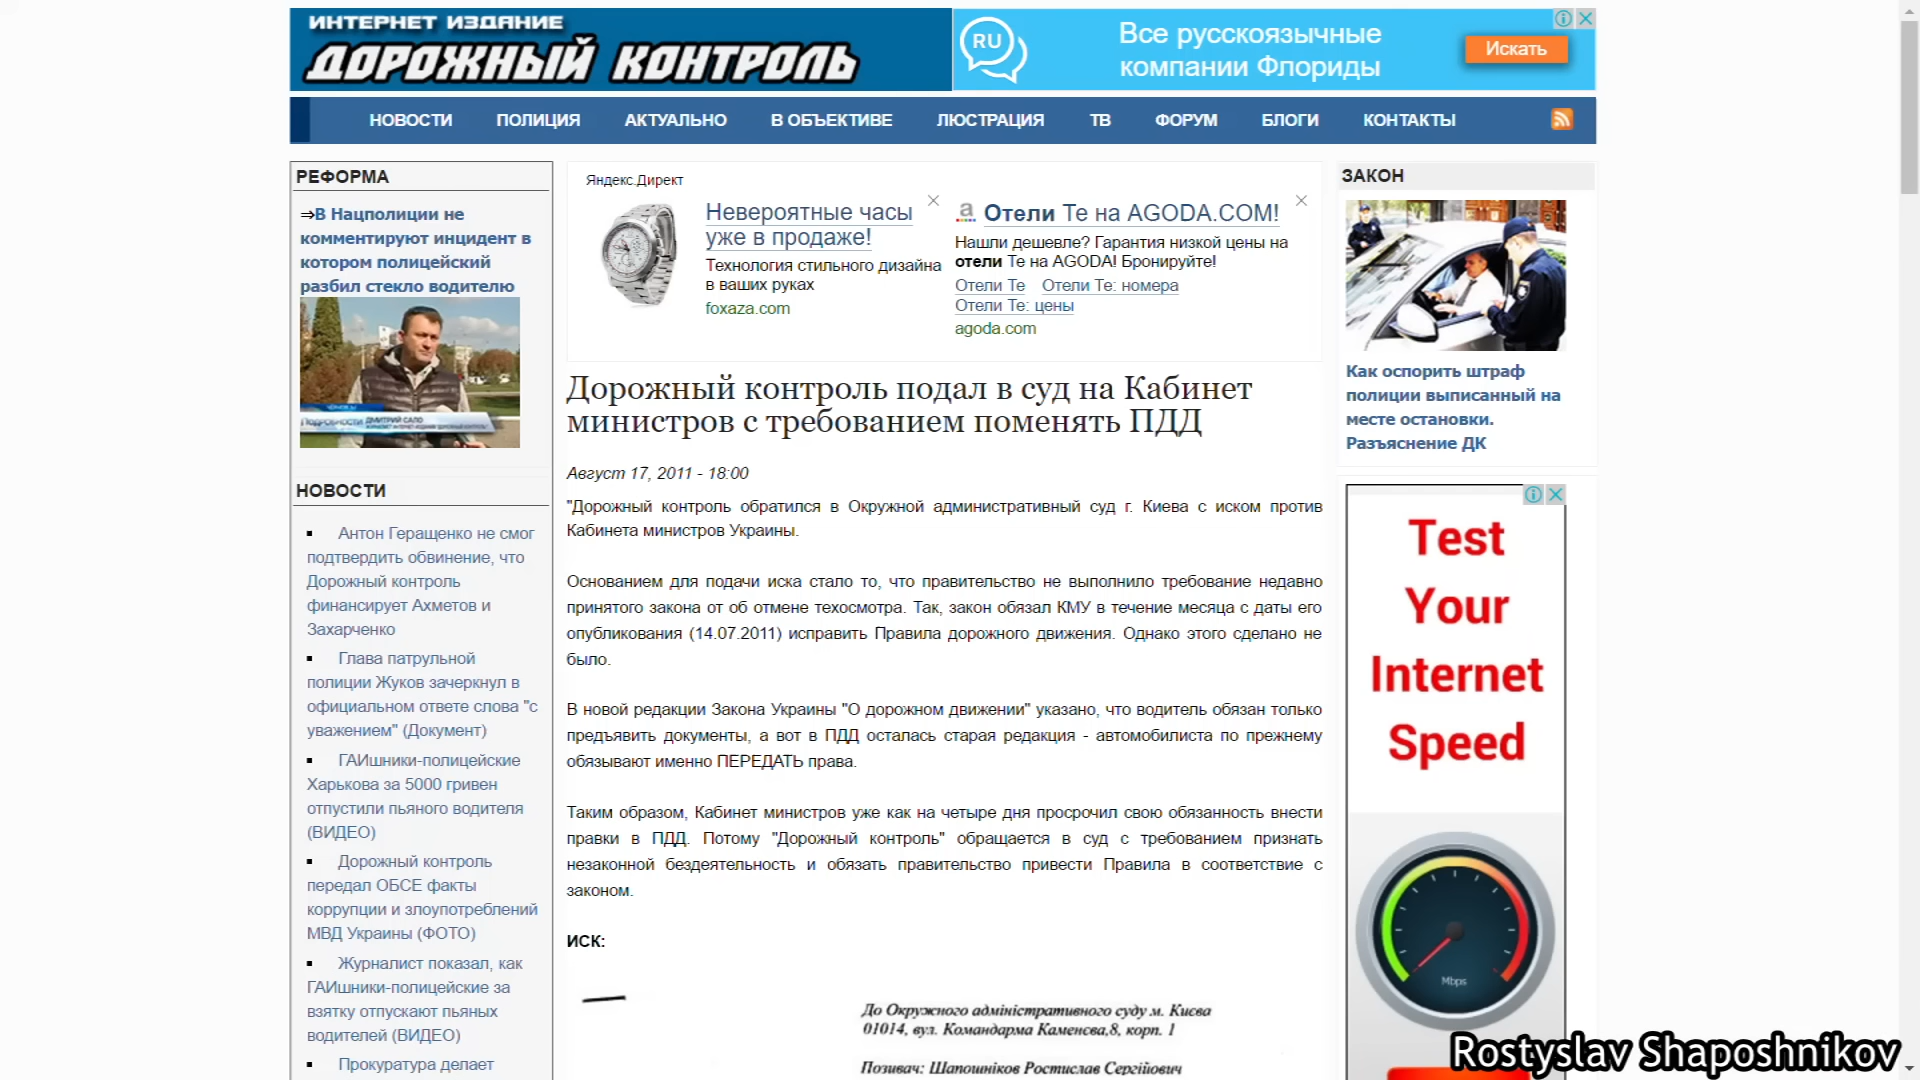 ИНТЕРНЕТ ИЗДАНИЕ
ДОРОЖНЫЙ КОНТРОЛЬ
RU
Все русскоязычные
компании Флориды
Искать
НОВОСТИ ПОЛИЦИЯ АКТУАЛЬНО В ОБЪЕКТИВЕ ЛЮСТРАЦИЯ ТВ ФОРУМ БЛОГИ КОНТАКТЫ
РЕФОРМА
⇒В Нацполиции не
комментируют инцидент в
котором полицейский
разбил стекло водителю
ПОДРОБНОСТИ ДМИТРИЙ САЛО
НОВОСТИ
Антон Геращенко не смог
подтвердить обвинение, что
Дорожный контроль
финансирует Ахметов и
Захарченко
Глава патрульной
полиции Жуков зачеркнул в
официальном ответе слова "с
уважением" (Документ)
ГАИшники-полицейские
Харькова за 5000 гривен
отпустили пьяного водителя
(ВИДЕО)
Дорожный контроль
передал ОБСЕ факты
коррупции и злоупотреблений
МВД Украины (ФОТО)
Журналист показал, как
ГАИшники-полицейские за
взятку отпускают пьяных
водителей (ВИДЕО)
Прокуратура делает
Яндекс.Директ
Невероятные часы
уже в продаже!
Технология стильного дизайна
в ваших руках
foxaza.com
a Отели Те на AGODA.COM!
Нашли дешевле? Гарантия низкой цены на
отели Те на AGODA! Бронируйте!
Отели Те Отели Те: номера
Отели Те: цены
agoda.com
Дорожный контроль подал в суд на Кабинет
министров с требованием поменять ПДД
Август 17, 2011 - 18:00
"Дорожный контроль обратился в Окружной административный суд г. Киева с иском против
Кабинета министров Украины.
Основанием для подачи иска стало то, что правительство не выполнило требование недавно
принятого закона от об отмене техосмотра. Так, закон обязал КМУ в течение месяца с даты его
опубликования (14.07.2011) исправить Правила дорожного движения. Однако этого сделано не
было.
В новой редакции Закона Украины "О дорожном движении" указано, что водитель обязан только
предъявить документы, а вот в ПДД осталась старая редакция - автомобилиста по прежнему
обязывают именно ПЕРЕДАТЬ права.
Таким образом, Кабинет министров уже как на четыре дня просрочил свою обязанность внести
правки в ПДД. Потому "Дорожный контроль" обращается в суд с требованием признать
незаконной бездеятельность и обязать правительство привести Правила в соответствие с
законом.
ИСК:
До Окружного адміністративного суду м. Києва
01014, вул. Командарма Каменєва,8, корп. 1
Позивач: Шапошніков Ростислав Сергійович
ЗАКОН
Как оспорить штраф
полиции выписанный на
месте остановки.
Разъяснение ДК
Test
Your
Internet
Speed
Mbps
Rostyslav Shaposhnikov